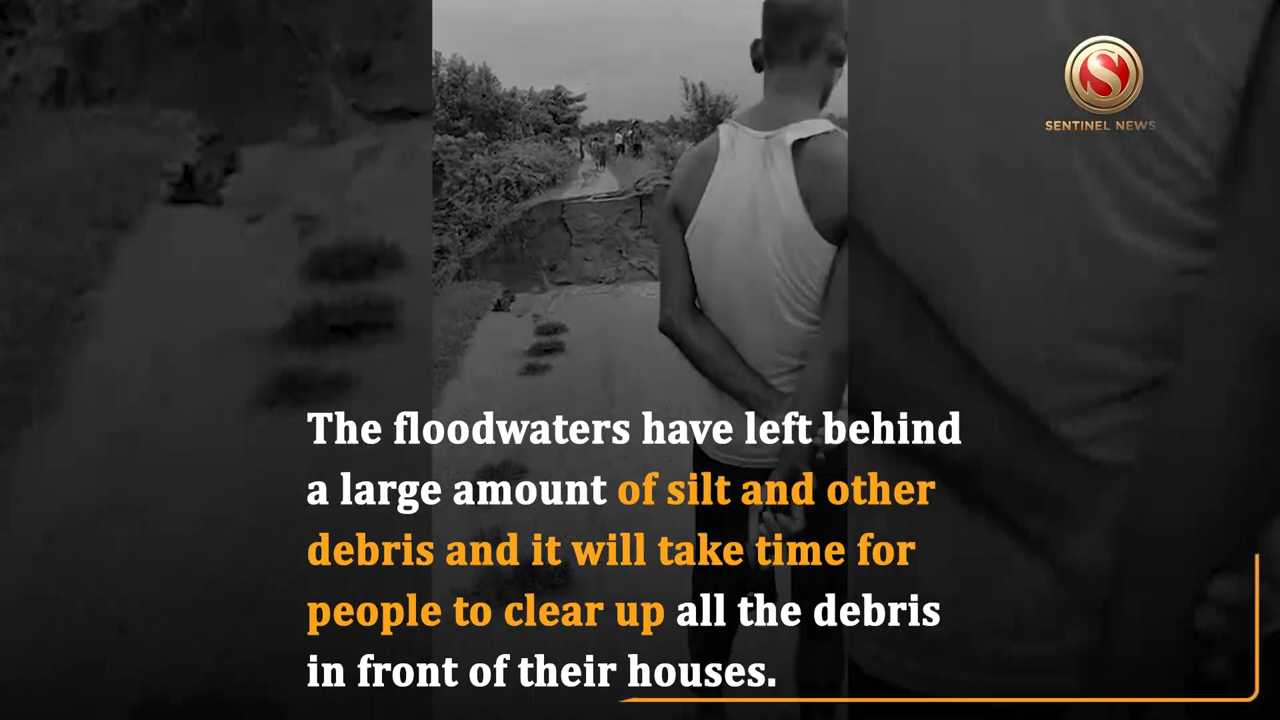 S
SENTINEL NEWS
The floodwaters have left behind
a large amount of silt and other
debris and it will take time for
people to clear up all the debris
in front of their houses.